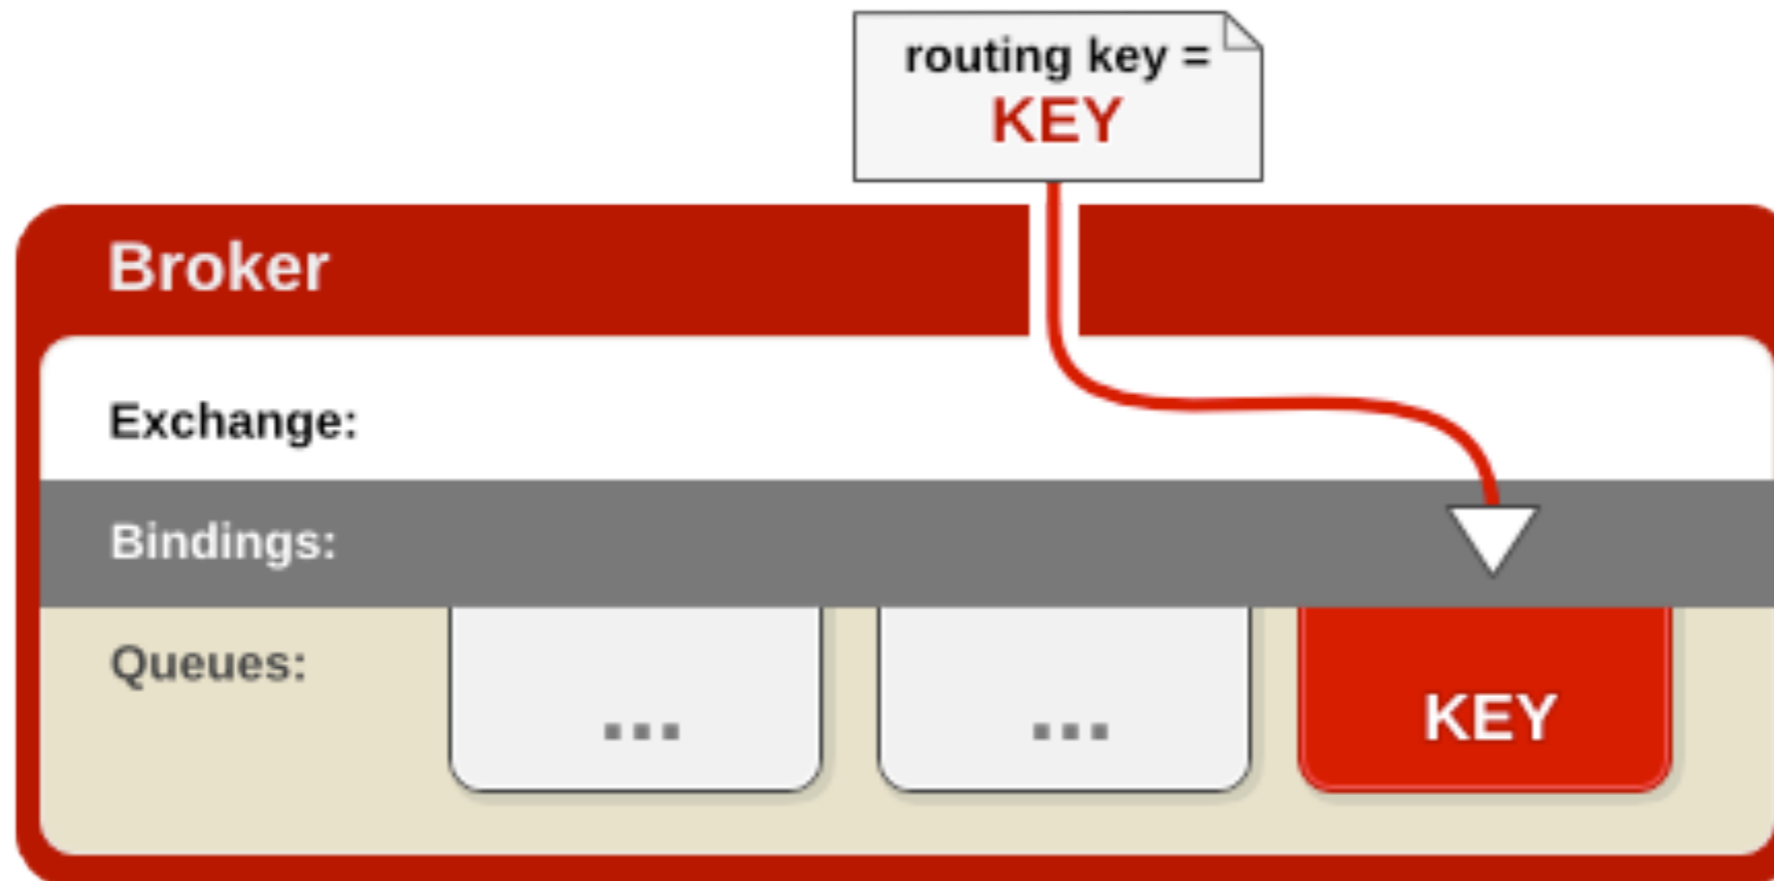 routing key =
KEY
Broker
Exchange:
Bindings:
Queues:
...
...
KEY